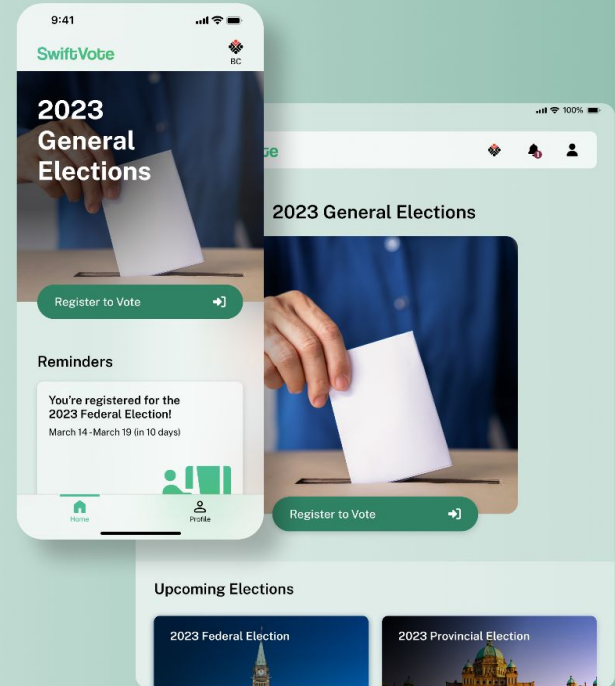 9:41
SwiftVote
BC
2023
General
Elections
Register to Vote
Reminders
You're registered for the
2023 Federal Election!
March 14 - March 19 (in 10 days)
Home
Profile
100%
1
2023 General Elections
Register to Vote
Upcoming Elections
2023 Federal Election
2023 Provincial Election